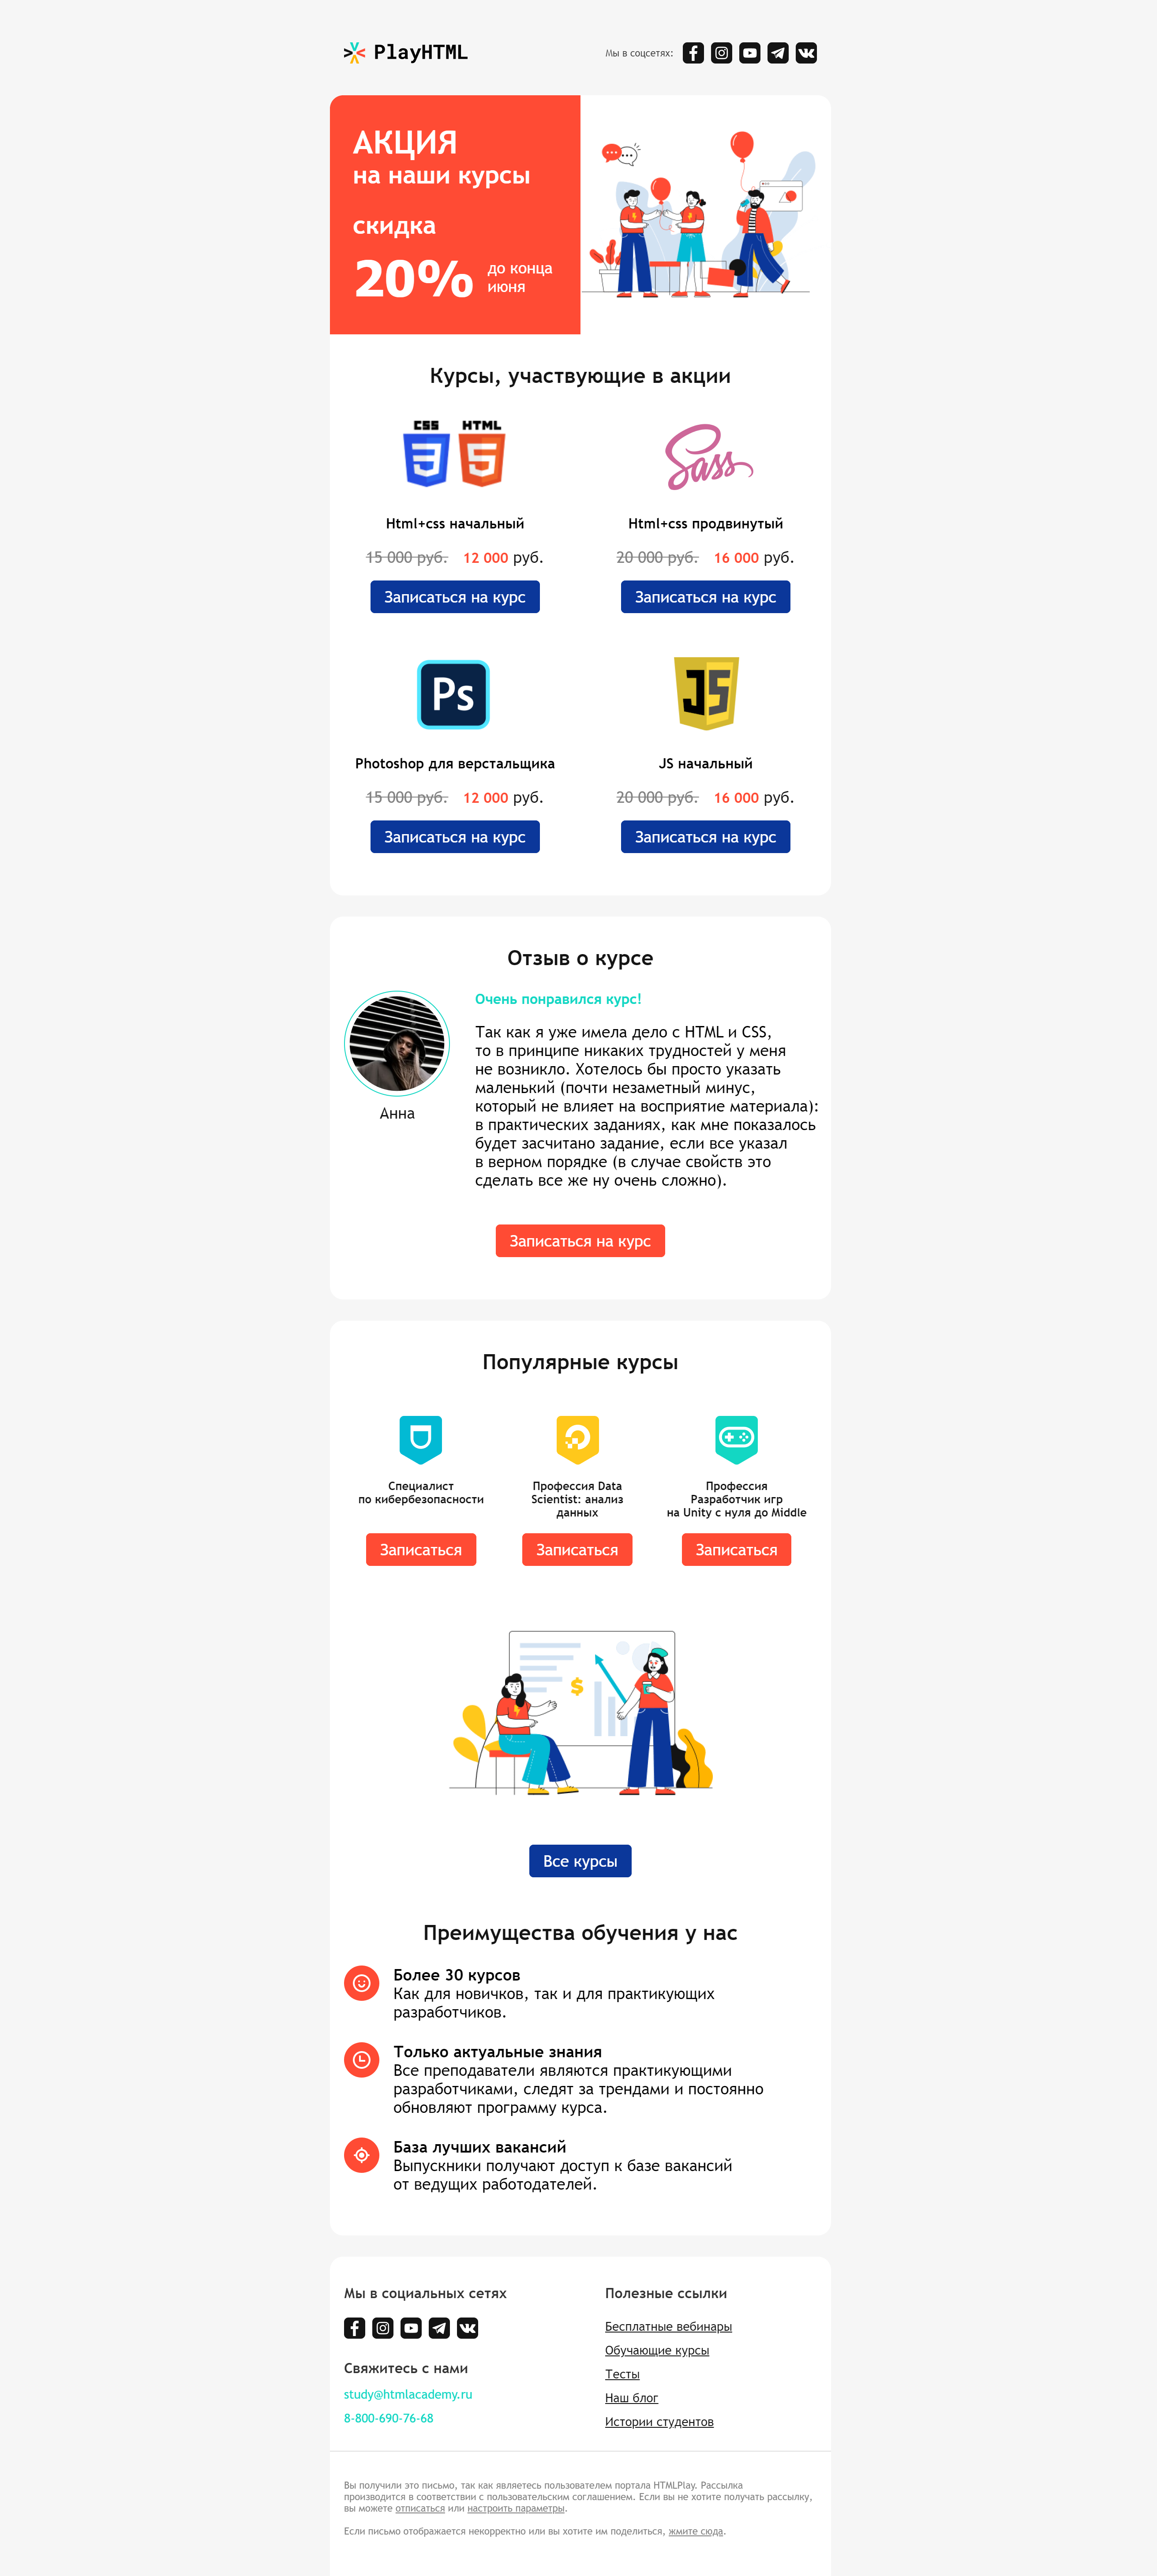 PlayHTML
Мы в соцсетях:
АКЦИЯ
на наши курсы
скидка
20%
до конца
июня
Курсы, участвующие в акции
CSS HTML
Sass
Html+css начальный
Html+css продвинутый
15 000 руб. 12 000 руб.
20 000 руб. 16 000 руб.
Записаться на курс
Записаться на курс
Ps
JS
Photoshop для верстальщика
JS начальный
15 000 руб. 12 000 руб.
20 000 руб. 16 000 руб.
Записаться на курс
Записаться на курс
Отзыв о курсе
Анна
Очень понравился курс!
Так как я уже имела дело с HTML и CSS,
то в принципе никаких трудностей у меня
не возникло. Хотелось бы просто указать
маленький (почти незаметный минус,
который не влияет на восприятие материала):
в практических заданиях, как мне показалось
будет засчитано задание, если все указал
в верном порядке (в случае свойств это
сделать все же ну очень сложно).
Записаться на курс
Популярные курсы
Специалист
по кибербезопасности
Профессия Data
Scientist: анализ
данных
Профессия
Разработчик игр
на Unity с нуля до Middle
Записаться
Записаться
Записаться
$
Все курсы
Преимущества обучения у нас
Более 30 курсов
Как для новичков, так и для практикующих
разработчиков.
Только актуальные знания
Все преподаватели являются практикующими
разработчиками, следят за трендами и постоянно
обновляют программу курса.
База лучших вакансий
Выпускники получают доступ к базе вакансий
от ведущих работодателей.
Мы в социальных сетях
Свяжитесь с нами
study@htmlacademy.ru
8-800-690-76-68
Полезные ссылки
Бесплатные вебинары
Обучающие курсы
Тесты
Наш блог
Истории студентов
Вы получили это письмо, так как являетесь пользователем портала HTMLPlay. Рассылка
производится в соответствии с пользовательским соглашением. Если вы не хотите получать рассылку,
вы можете отписаться или настроить параметры.
Если письмо отображается некорректно или вы хотите им поделиться, жмите сюда.